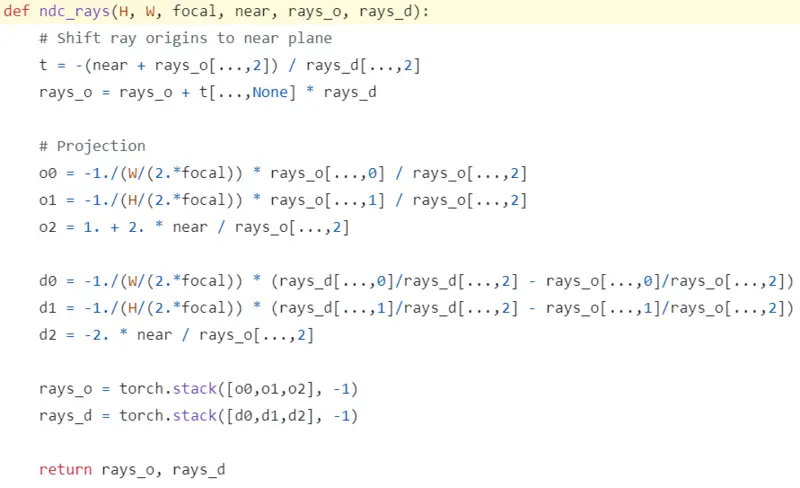 def ndc_rays(H, W, focal, near, rays_o, rays_d):
    # Shift ray origins to near plane
    t = -(near + rays_o[...,2]) / rays_d[...,2]
    rays_o = rays_o + t[...,None] * rays_d

    # Projection
    o0 = -1./(W/(2.*focal)) * rays_o[...,0] / rays_o[...,2]
    o1 = -1./(H/(2.*focal)) * rays_o[...,1] / rays_o[...,2]
    o2 = 1. + 2. * near / rays_o[...,2]

    d0 = -1./(W/(2.*focal)) * (rays_d[...,0]/rays_d[...,2] - rays_o[...,0]/rays_o[...,2])
    d1 = -1./(H/(2.*focal)) * (rays_d[...,1]/rays_d[...,2] - rays_o[...,1]/rays_o[...,2])
    d2 = -2. * near / rays_o[...,2]

    rays_o = torch.stack([o0,o1,o2], -1)
    rays_d = torch.stack([d0,d1,d2], -1)

    return rays_o, rays_d